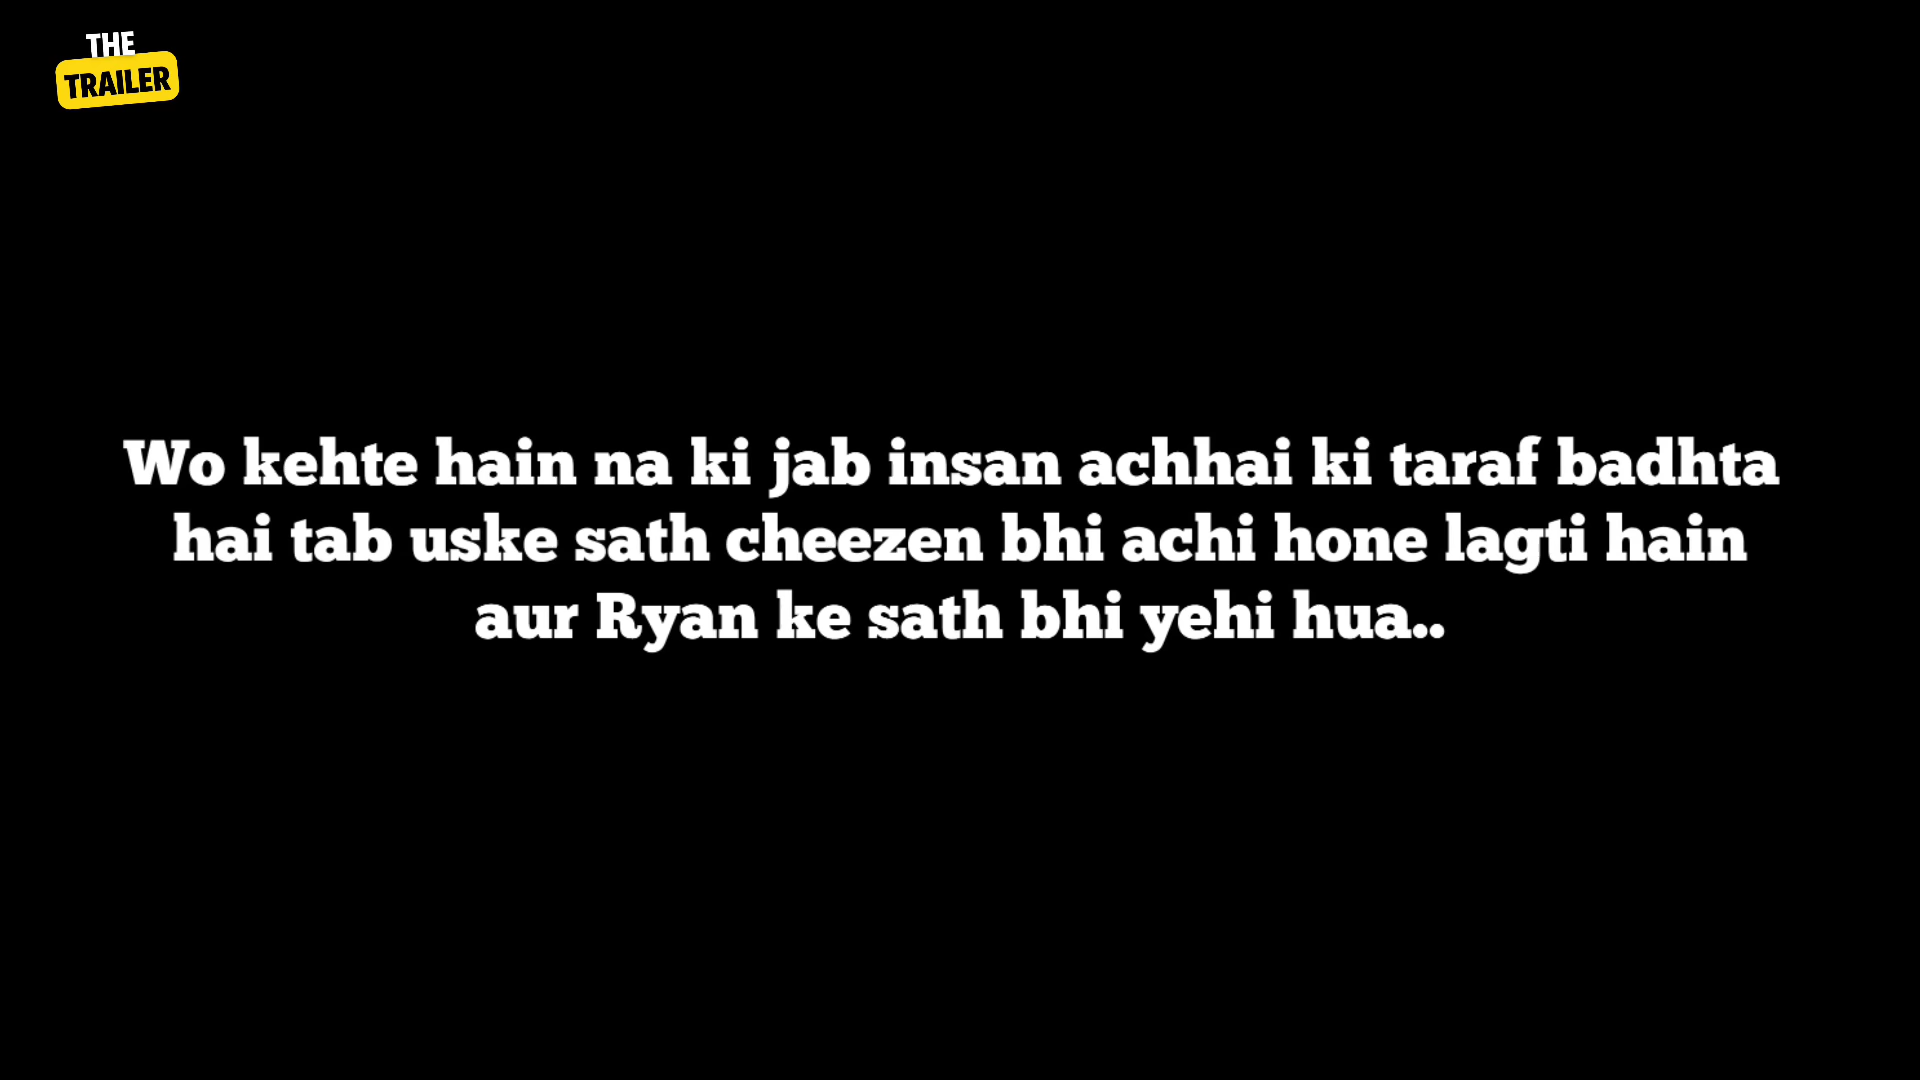 THE
TRAILER
Wo kehte hain na ki jab insan achhai ki taraf badhta
hai tab uske sath cheezen bhi achi hone lagti hain
aur Ryan ke sath bhi yehi hua..